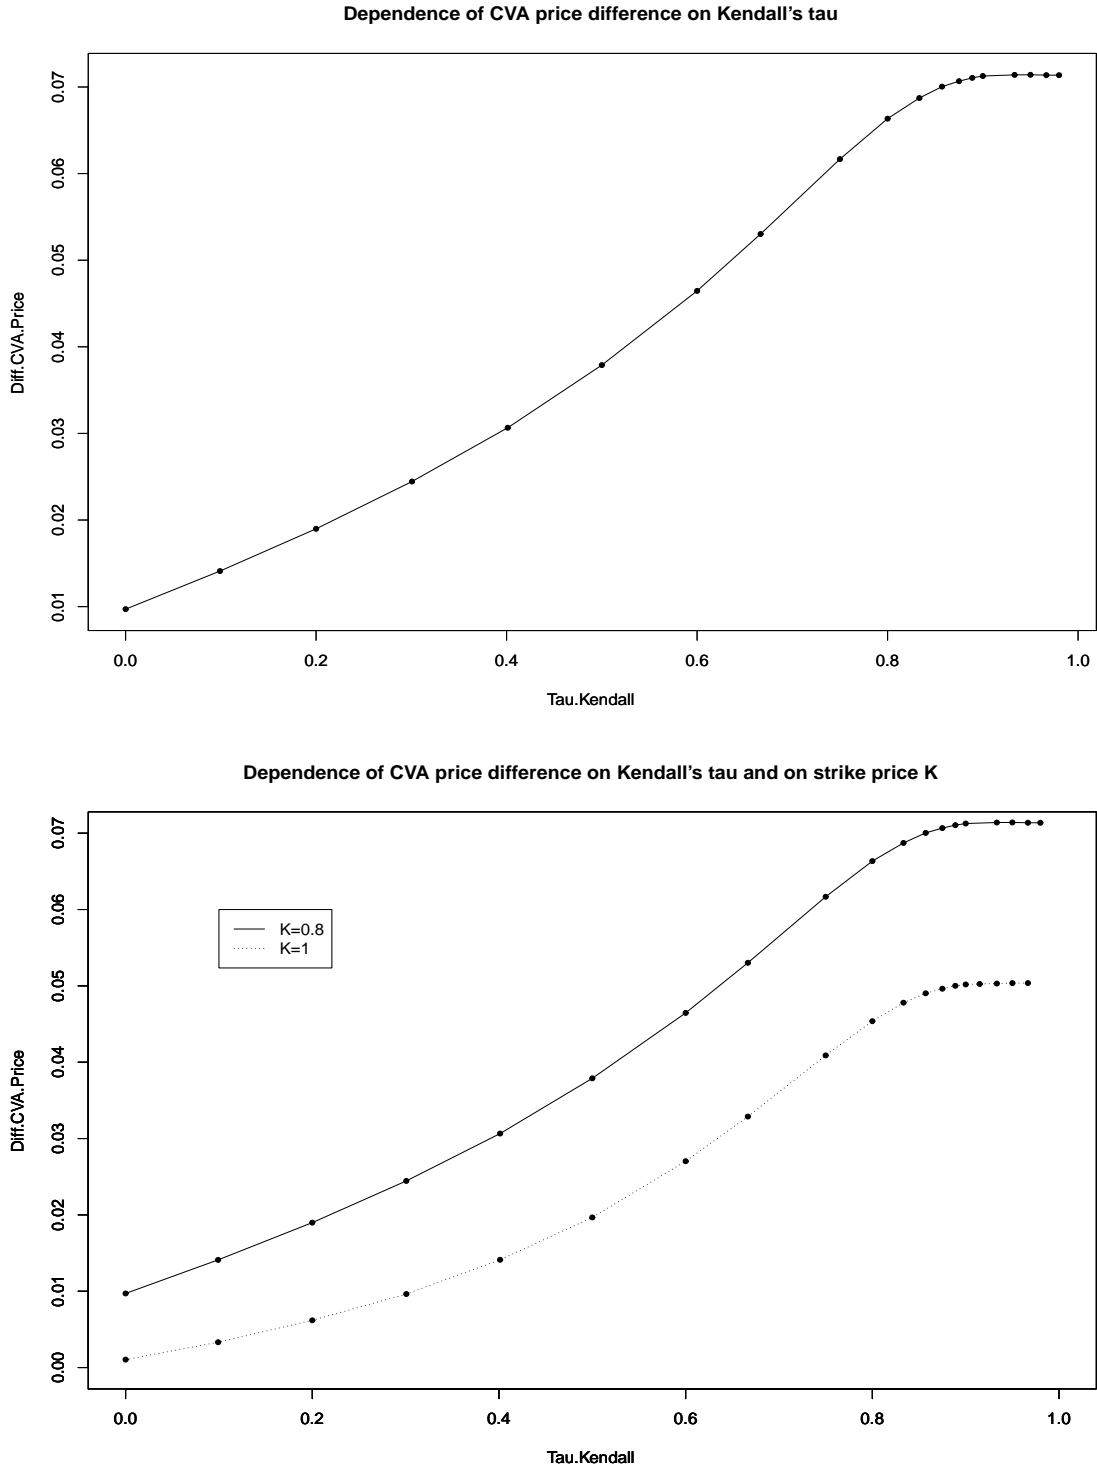 Dependence of CVA price difference on Kendall's tau
0.07
0.06
0.05
0.04
0.03
0.02
0.01
Diff.CVA.Price
0.0 0.2 0.4 0.6 0.8 1.0
Tau.Kendall
Dependence of CVA price difference on Kendall's tau and on strike price K
0.07
0.06
0.05
0.04
0.03
0.02
0.01
0.00
Diff.CVA.Price
K=0.8
K=1
0.0 0.2 0.4 0.6 0.8 1.0
Tau.Kendall